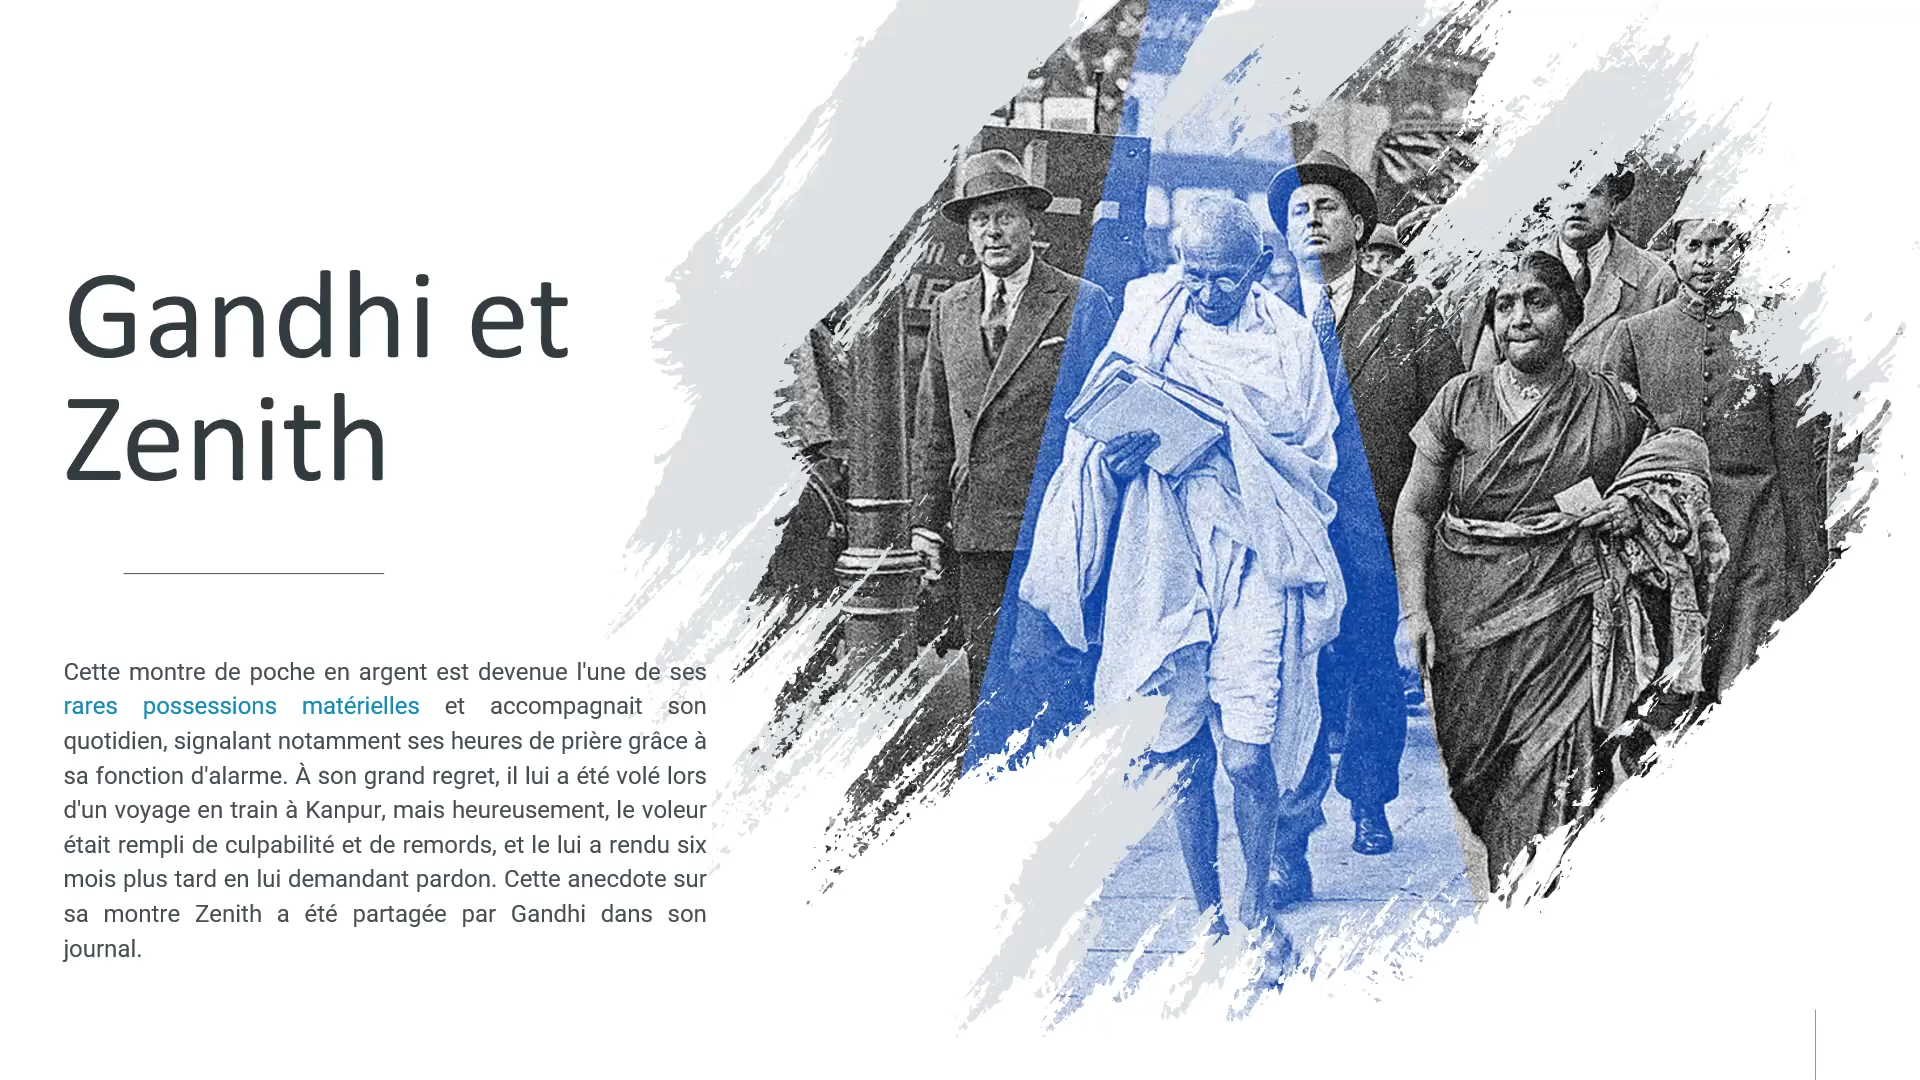 Gandhi et
Zenith
Cette montre de poche en argent est devenue l'une de ses
rares possessions matérielles et accompagnait son
quotidien, signalant notamment ses heures de prière grâce à
sa fonction d'alarme. À son grand regret, il lui a été volé lors
d'un voyage en train à Kanpur, mais heureusement, le voleur
était rempli de culpabilité et de remords, et le lui a rendu six
mois plus tard en lui demandant pardon. Cette anecdote sur
sa montre Zenith a été partagée par Gandhi dans son
journal.